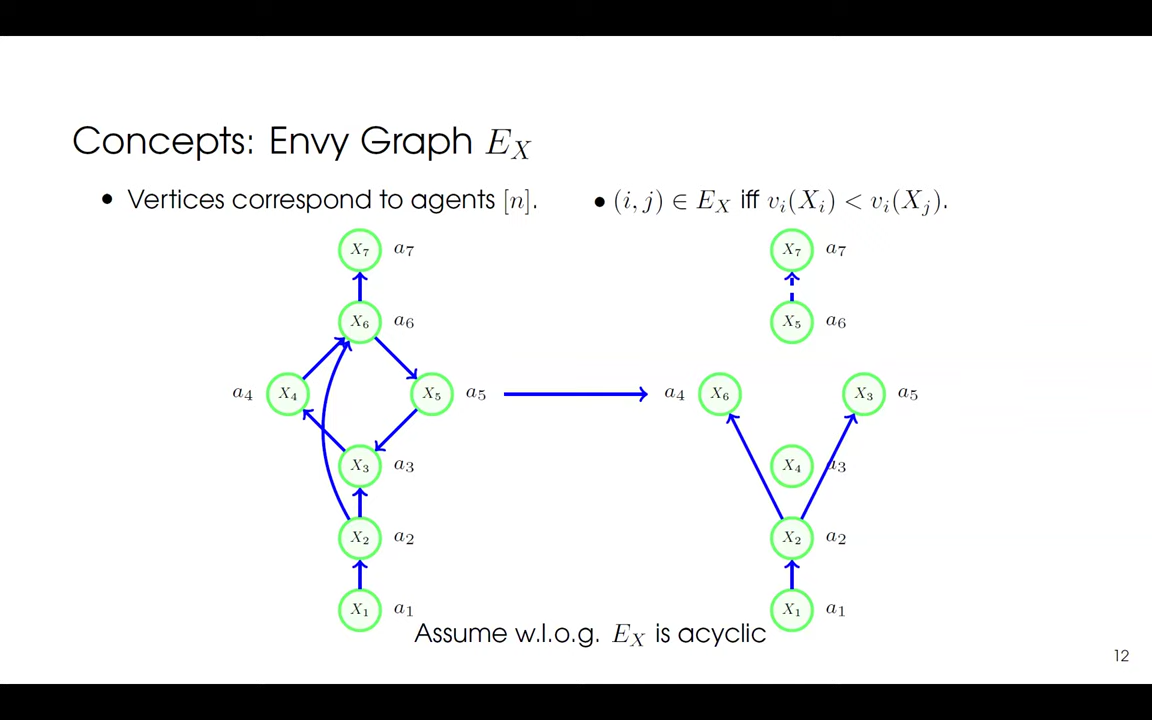 Concepts: Envy Graph $E_X$
• Vertices correspond to agents $[n]$. • $(i, j) \in E_X$ iff $v_i(X_i) < v_i(X_j)$.
$X_7$ $a_7$ $X_7$ $a_7$
$X_6$ $a_6$ $X_5$ $a_6$
$a_4$ $X_4$ $X_5$ $a_5$ $a_4$ $X_6$ $X_3$ $a_5$
$X_3$ $a_3$ $X_4$ $a_3$
$X_2$ $a_2$ $X_2$ $a_2$
$X_1$ $a_1$ $X_1$ $a_1$
Assume w.l.o.g. $E_X$ is acyclic
12